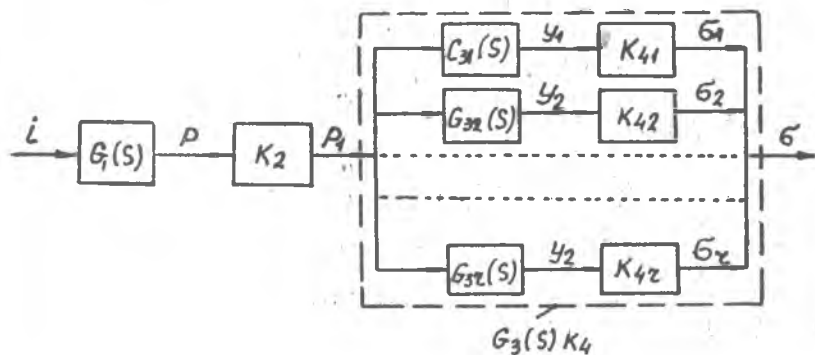 C31(S) y1 K41 б1
G32(S) y2 K42 б2
i G1(S) P K2 P1 б
G3r(S) y2 K4r бr
G3(S) K4